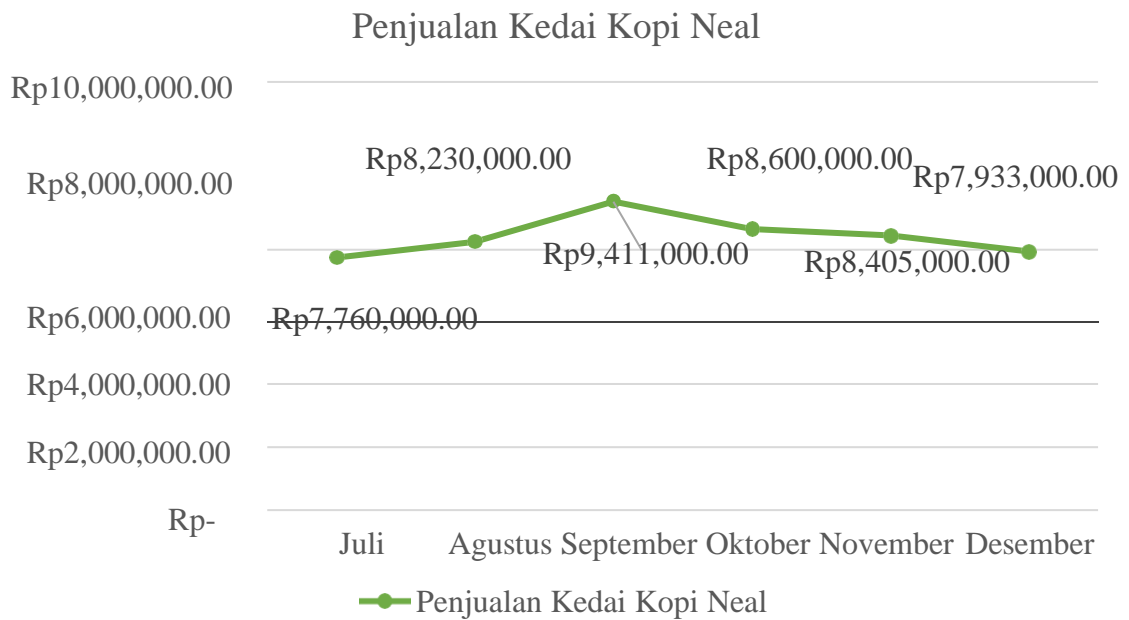 Penjualan Kedai Kopi Neal
Rp10,000,000.00
Rp8,230,000.00
Rp8,600,000.00
Rp7,933,000.00
Rp8,000,000.00
Rp9,411,000.00
Rp8,405,000.00
Rp6,000,000.00
Rp7,760,000.00
Rp4,000,000.00
Rp2,000,000.00
Rp-
Juli Agustus September Oktober November Desember
Penjualan Kedai Kopi Neal